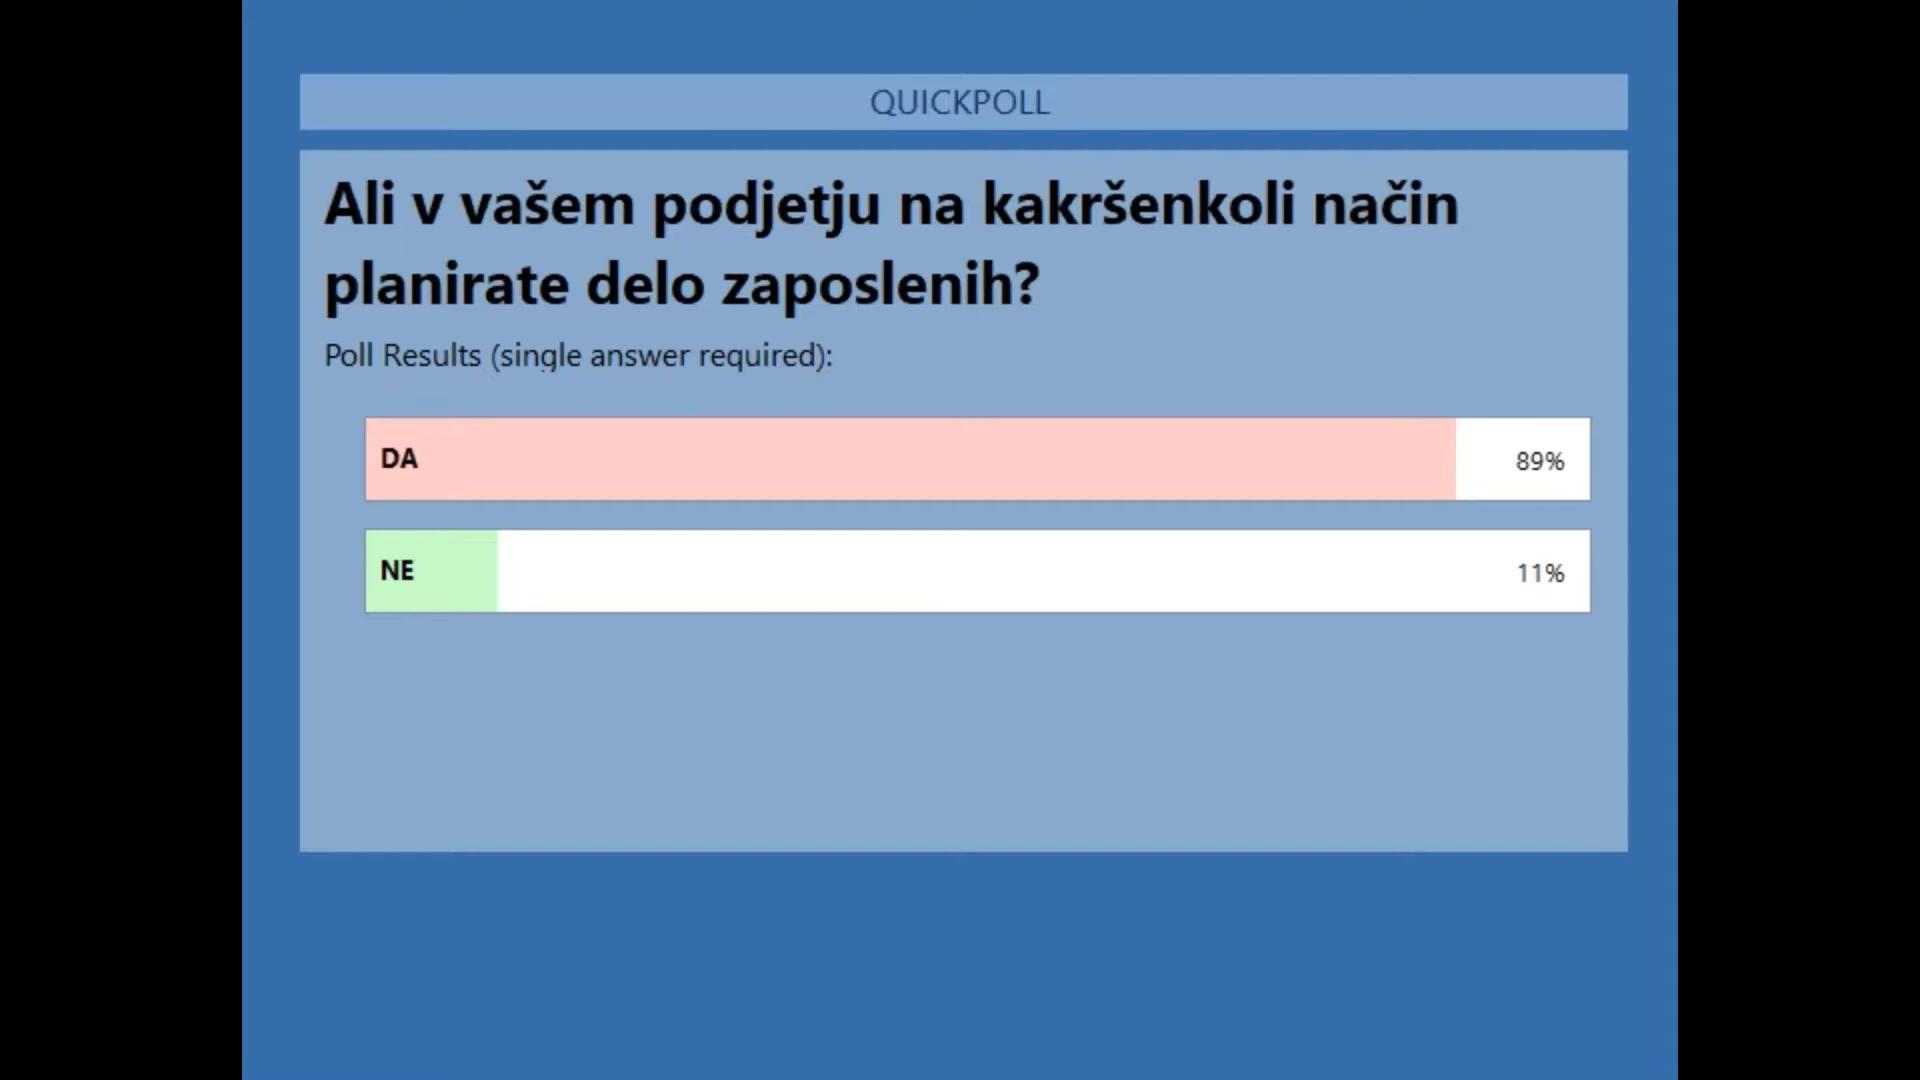 QUICKPOLL
Ali v vašem podjetju na kakršenkoli način
planirate delo zaposlenih?
Poll Results (single answer required):
DA 89%
NE 11%